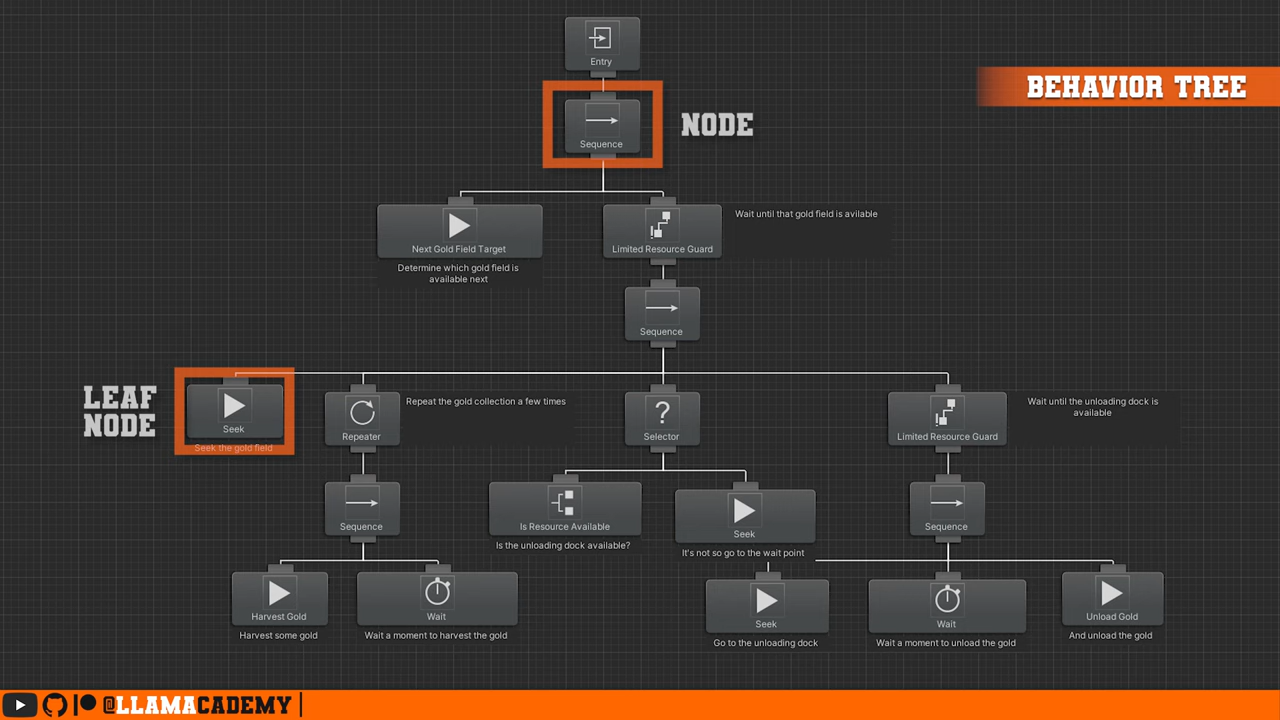 Entry
BEHAVIOR TREE
Sequence
NODE
Next Gold Field Target
Determine which gold field is
available next
Limited Resource Guard
Wait until that gold field is avilable
Sequence
LEAF
NODE
Seek
Seek the gold field
Repeater
Repeat the gold collection a few times
?
Selector
Limited Resource Guard
Wait until the unloading dock is
available
Sequence
Is Resource Available
Is the unloading dock available?
Seek
It's not so go to the wait point
Sequence
Harvest Gold
Harvest some gold
Wait
Wait a moment to harvest the gold
Seek
Go to the unloading dock
Wait
Wait a moment to unload the gold
Unload Gold
And unload the gold
@LLAMACADEMY